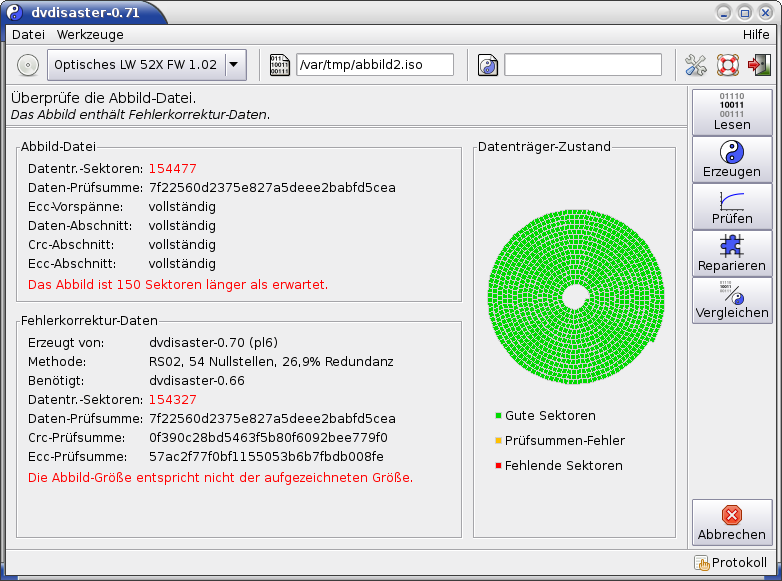 dvdisaster-0.71
Datei Werkzeuge Hilfe
Optisches LW 52X FW 1.02
/var/tmp/abbild2.iso
Überprüfe die Abbild-Datei.
Das Abbild enthält Fehlerkorrektur-Daten.
Abbild-Datei
Datentr.-Sektoren: 154477
Daten-Prüfsumme: 7f22560d2375e827a5deee2babfd5cea
Ecc-Vorspänne: vollständig
Daten-Abschnitt: vollständig
Crc-Abschnitt: vollständig
Ecc-Abschnitt: vollständig
Das Abbild ist 150 Sektoren länger als erwartet.
Fehlerkorrektur-Daten
Erzeugt von: dvdisaster-0.70 (pl6)
Methode: RS02, 54 Nullstellen, 26,9% Redundanz
Benötigt: dvdisaster-0.66
Datentr.-Sektoren: 154327
Daten-Prüfsumme: 7f22560d2375e827a5deee2babfd5cea
Crc-Prüfsumme: 0f390c28bd5463f5b80f6092bee779f0
Ecc-Prüfsumme: 57ac2f77f0bf1155053b6b7fbdb008fe
Die Abbild-Größe entspricht nicht der aufgezeichneten Größe.
Datenträger-Zustand
Gute Sektoren
Prüfsummen-Fehler
Fehlende Sektoren
01110
10011
00111
Lesen
Erzeugen
Prüfen
Reparieren
Vergleichen
Abbrechen
Protokoll